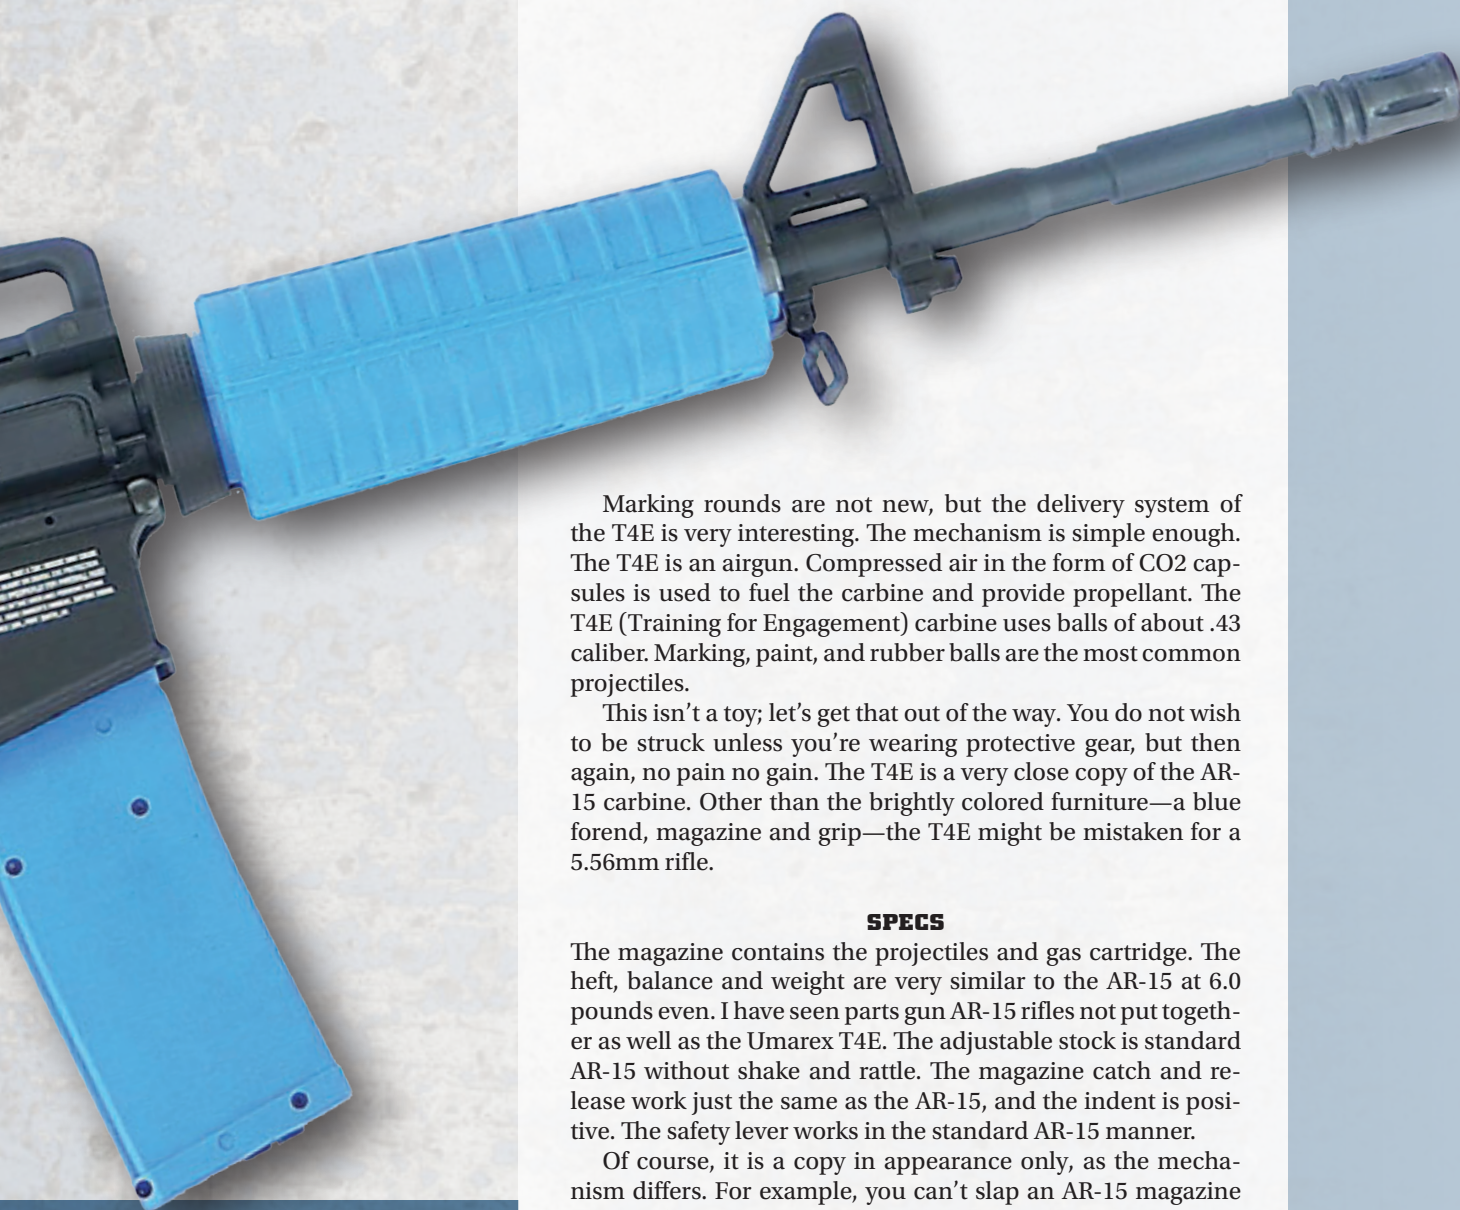 Marking rounds are not new, but the delivery system of
the T4E is very interesting. The mechanism is simple enough.
The T4E is an airgun. Compressed air in the form of CO2 cap-
sules is used to fuel the carbine and provide propellant. The
T4E (Training for Engagement) carbine uses balls of about .43
caliber. Marking, paint, and rubber balls are the most common
projectiles.
This isn’t a toy; let’s get that out of the way. You do not wish
to be struck unless you’re wearing protective gear, but then
again, no pain no gain. The T4E is a very close copy of the AR-
15 carbine. Other than the brightly colored furniture—a blue
forend, magazine and grip—the T4E might be mistaken for a
5.56mm rifle.
SPECS
The magazine contains the projectiles and gas cartridge. The
heft, balance and weight are very similar to the AR-15 at 6.0
pounds even. I have seen parts gun AR-15 rifles not put togeth-
er as well as the Umarex T4E. The adjustable stock is standard
AR-15 without shake and rattle. The magazine catch and re-
lease work just the same as the AR-15, and the indent is posi-
tive. The safety lever works in the standard AR-15 manner.
Of course, it is a copy in appearance only, as the mecha-
nism differs. For example, you can’t slap an AR-15 magazine